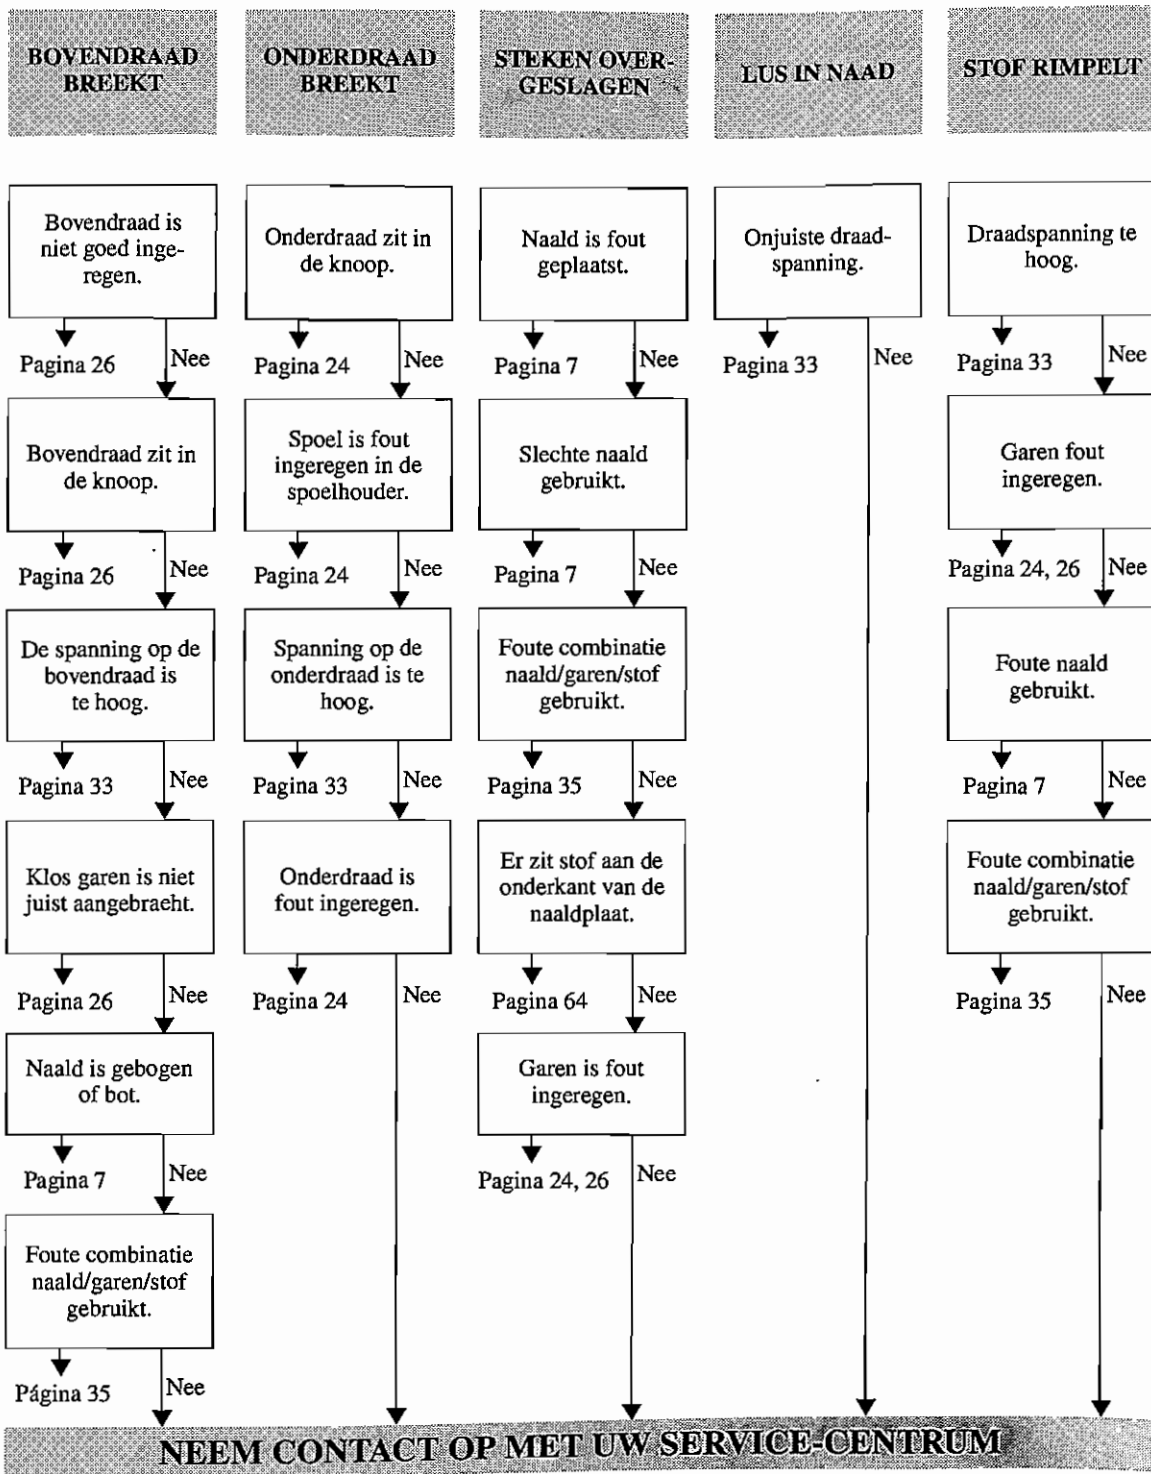 BOVENDRAAD
BREEKT
Bovendraad is
niet goed inge-
regen.
Pagina 26
Nee
Bovendraad zit in
de knoop.
Pagina 26
Nee
De spanning op de
bovendraad is
te hoog.
Pagina 33
Nee
Klos garen is niet
juist aangebraeht.
Pagina 26
Nee
Naald is gebogen
of bot.
Pagina 7
Nee
Foute combinatie
naald/garen/stof
gebruikt.
Página 35
Nee
ONDERDRAAD
BREEKT
Onderdraad zit in
de knoop.
Pagina 24
Nee
Spoel is fout
ingeregen in de
spoelhouder.
Pagina 24
Nee
Spanning op de
onderdraad is te
hoog.
Pagina 33
Nee
Onderdraad is
fout ingeregen.
Pagina 24
Nee
STEKEN OVER-
GESLAGEN
Naald is fout
geplaatst.
Pagina 7
Nee
Slechte naald
gebruikt.
Pagina 7
Nee
Foute combinatie
naald/garen/stof
gebruikt.
Pagina 35
Nee
Er zit stof aan de
onderkant van de
naaldplaat.
Pagina 64
Nee
Garen is fout
ingeregen.
Pagina 24, 26
Nee
LUS IN NAAD
Onjuiste draad-
spanning.
Pagina 33
Nee
STOF RIMPELT
Draadspanning te
hoog.
Pagina 33
Nee
Garen fout
ingeregen.
Pagina 24, 26
Nee
Foute naald
gebruikt.
Pagina 7
Nee
Foute combinatie
naald/garen/stof
gebruikt.
Pagina 35
Nee
NEEM CONTACT OP MET UW SERVICE-CENTRUM